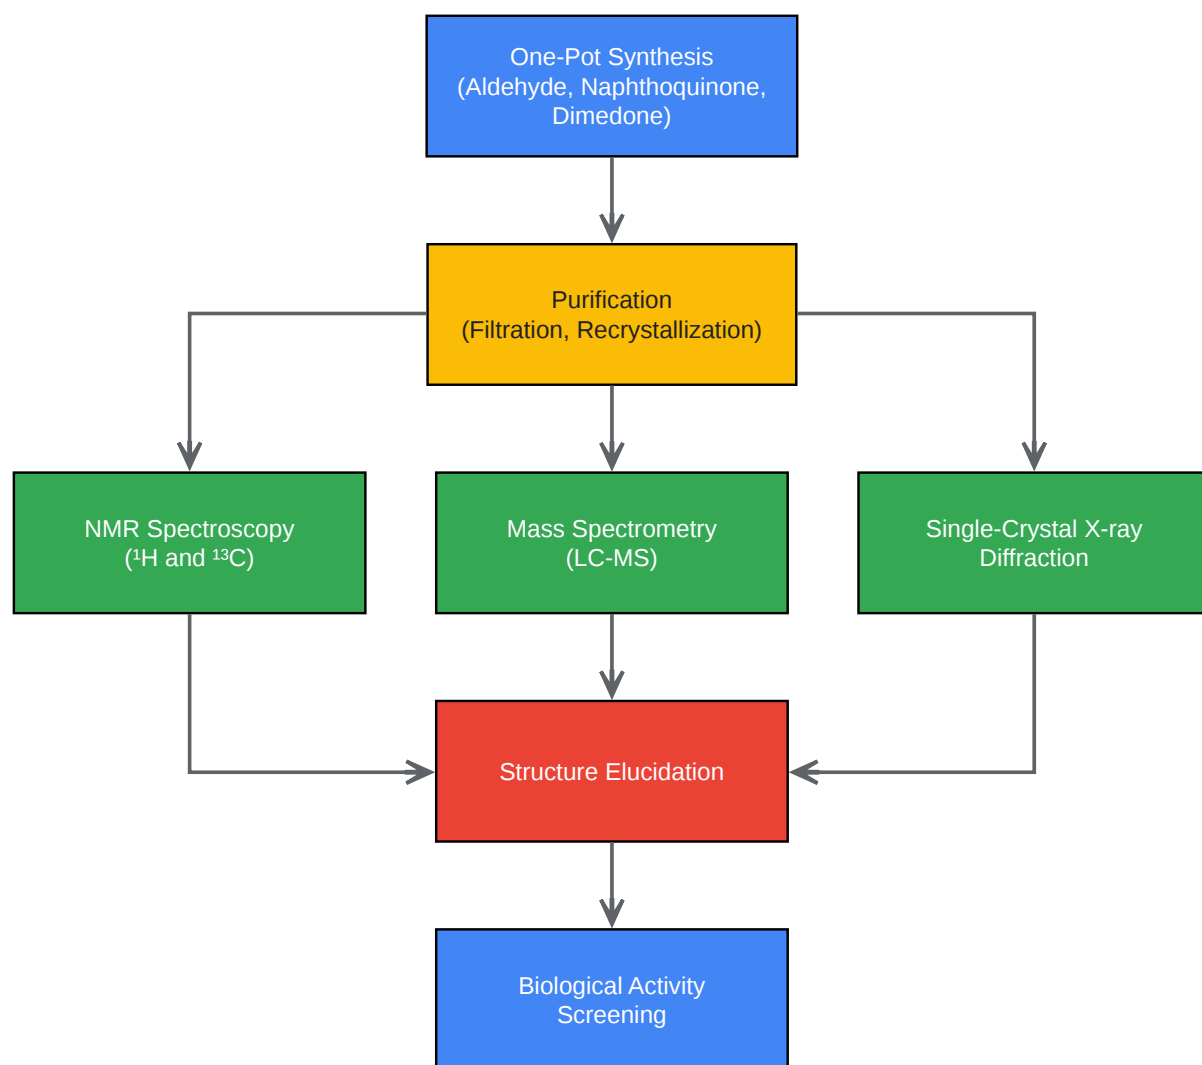 One-Pot Synthesis
(Aldehyde, Naphthoquinone,
Dimedone)
Purification
(Filtration, Recrystallization)
NMR Spectroscopy
(¹H and ¹³C)
Mass Spectrometry
(LC-MS)
Single-Crystal X-ray
Diffraction
Structure Elucidation
Biological Activity
Screening